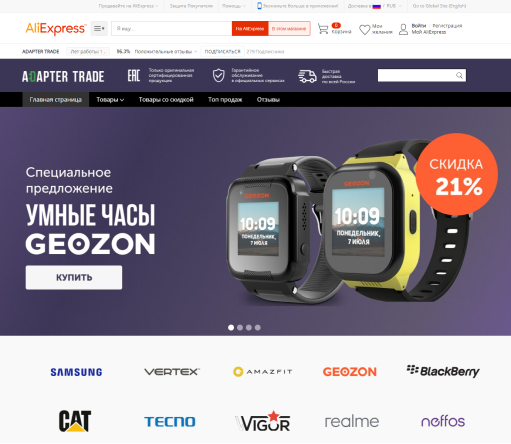 Продавайте на AliExpress
Защита Покупателя
Помощь
Экономьте больше в приложении!
Доставка в
/ RUB
Go to Global Site (English)
AliExpress
Я ищу...
На AliExpress
В этом магазине
0
Корзина
Мои желания
Войти
Регистрация
Мой AliExpress
ADAPTER TRADE
Лет работы: 1
95.7%
Положительные отзывы
ПОДПИСАТЬСЯ
219 Подписчики
ADAPTER TRADE
EAC
Только оригинальная
сертифицированная
продукция
Гарантийное
обслуживание
в официальных сервисах
Быстрая
доставка
по всей России
Главная страница
Товары
Товары со скидкой
Топ продаж
Отзывы
Специальное
предложение
УМНЫЕ ЧАСЫ
GEOZON
КУПИТЬ
GEOZON
10:09
ПОНЕДЕЛЬНИК,
7 ИЮЛЯ
GEOZON
10:09
ПОНЕДЕЛЬНИК,
7 ИЮЛЯ
СКИДКА
21%
SAMSUNG
VERTEX
AMAZFIT
GEOZON
BlackBerry
CAT
TECNO
VIGOR
realme
neffos